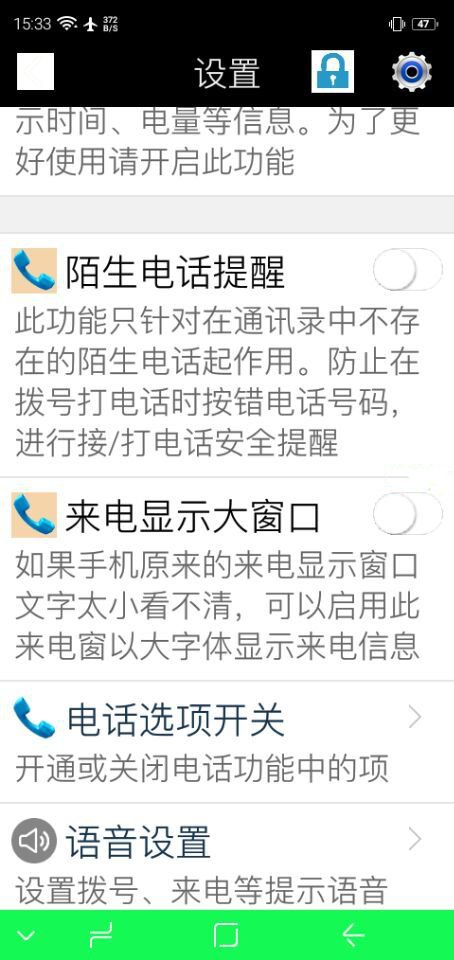 15:33
372
B/S
47
设置
示时间、电量等信息。为了更
好使用请开启此功能
陌生电话提醒
此功能只针对在通讯录中不存
在的陌生电话起作用。防止在
拨号打电话时按错电话号码，
进行接/打电话安全提醒
来电显示大窗口
如果手机原来的来电显示窗口
文字太小看不清，可以启用此
来电窗以大字体显示来电信息
电话选项开关
开通或关闭电话功能中的项
语音设置
设置拨号、来电等提示语音